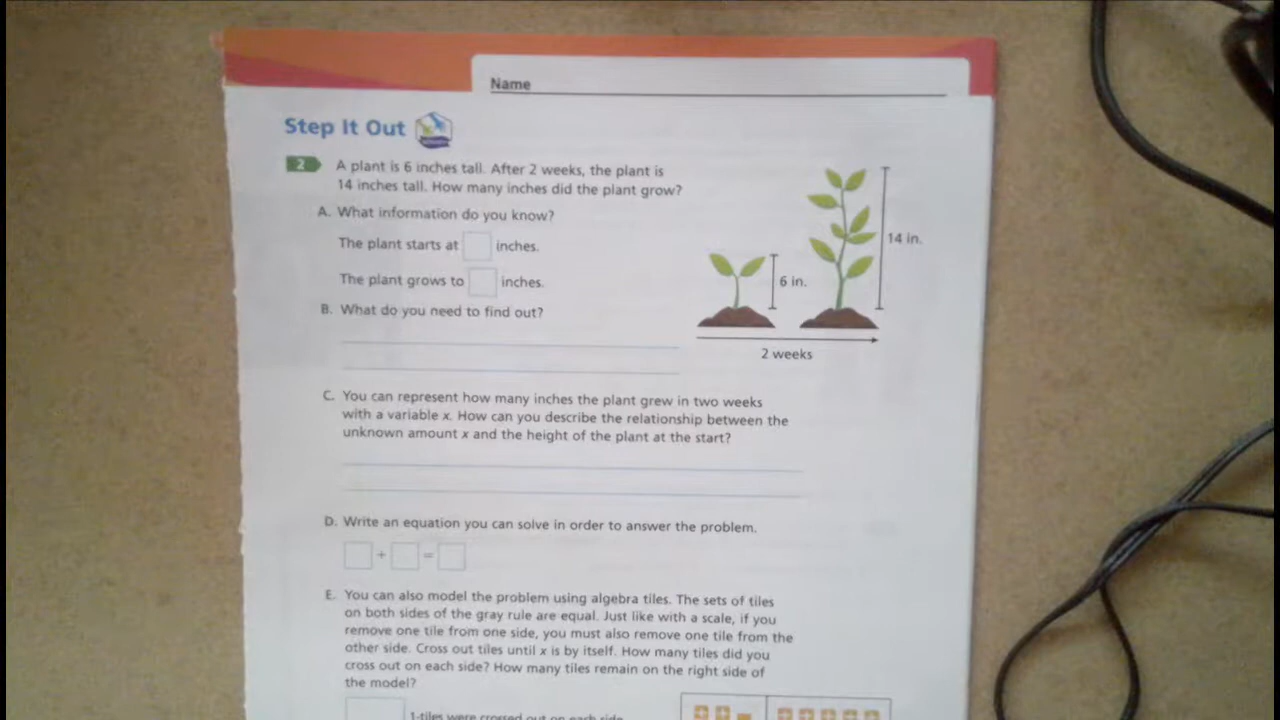 Name
Step It Out
2 A plant is 6 inches tall. After 2 weeks, the plant is
14 inches tall. How many inches did the plant grow?
A. What information do you know?
The plant starts at inches.
The plant grows to inches.
14 in.
6 in.
2 weeks
B. What do you need to find out?
C. You can represent how many inches the plant grew in two weeks
with a variable x. How can you describe the relationship between the
unknown amount x and the height of the plant at the start?
D. Write an equation you can solve in order to answer the problem.
+ =
E. You can also model the problem using algebra tiles. The sets of tiles
on both sides of the gray rule are equal. Just like with a scale, if you
remove one tile from one side, you must also remove one tile from the
other side. Cross out tiles until x is by itself. How many tiles did you
cross out on each side? How many tiles remain on the right side of
the model?
1-tiles were crossed out on each side